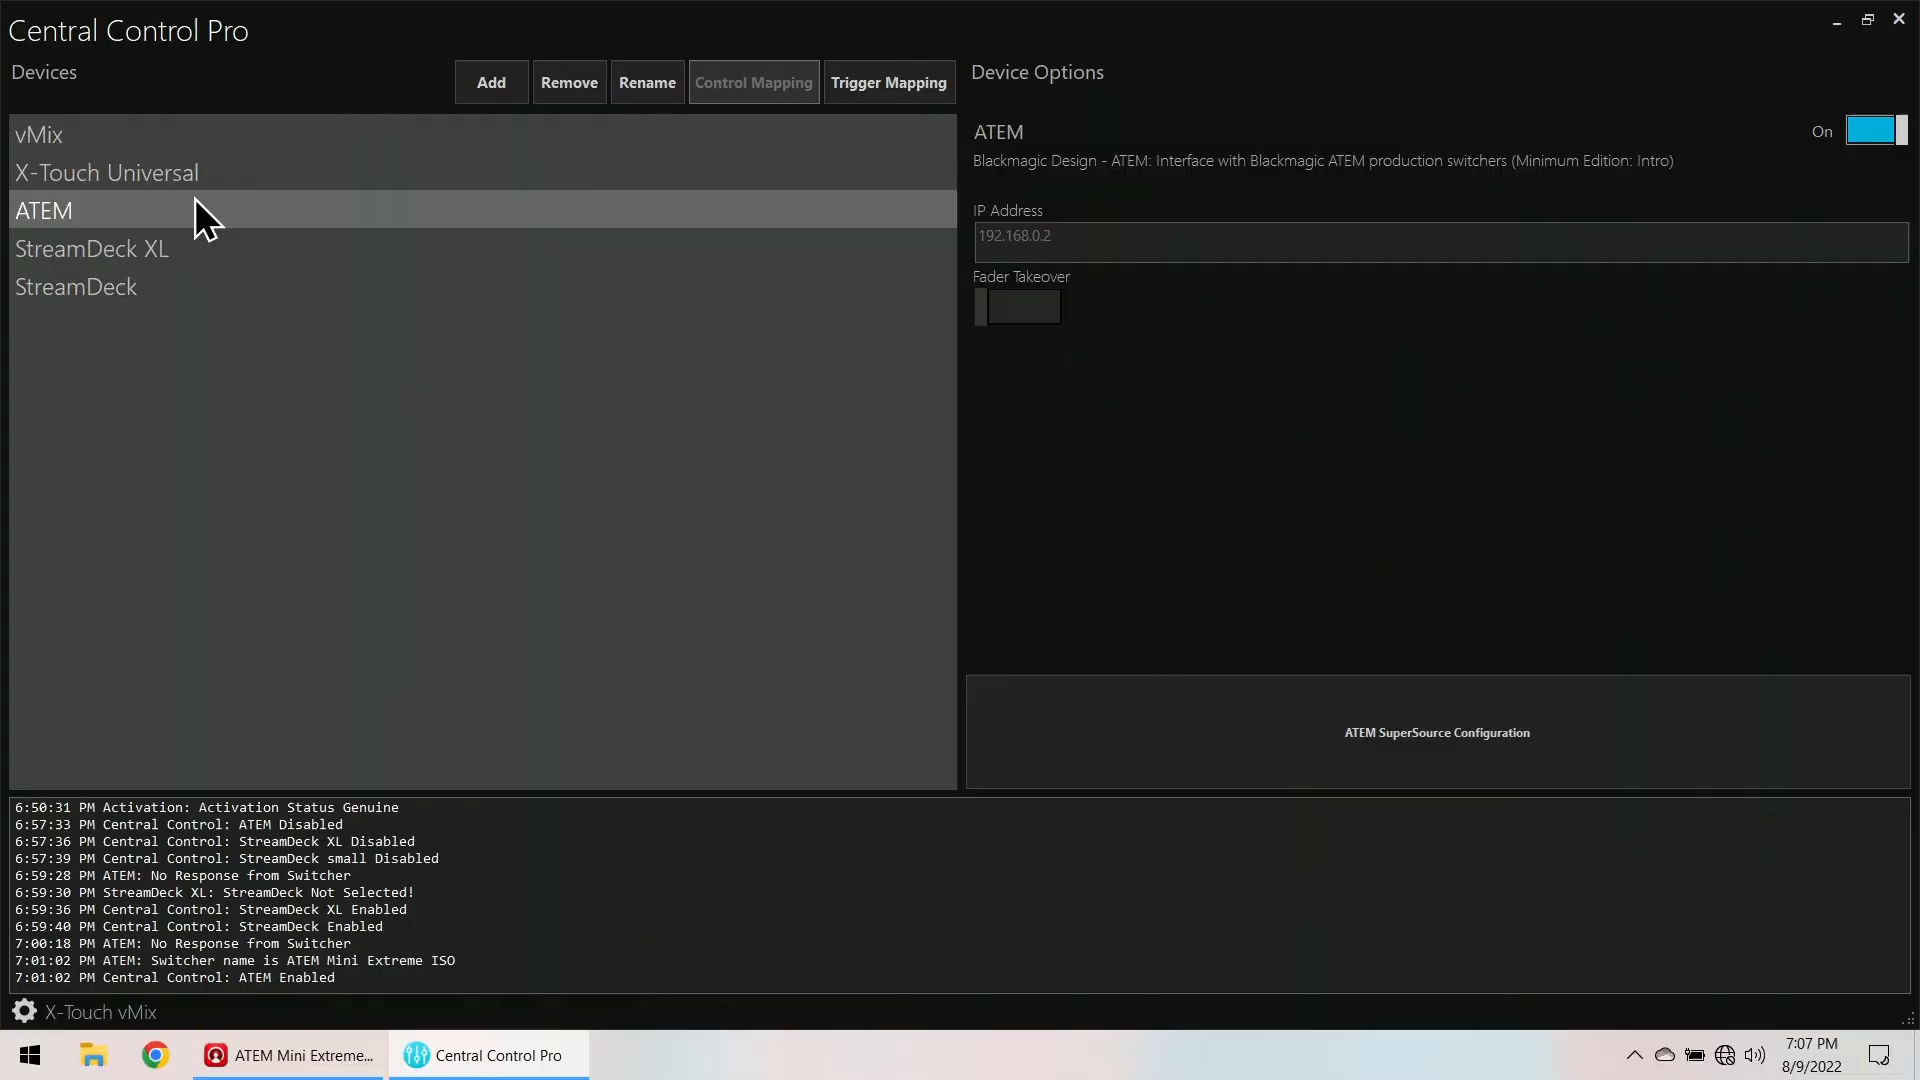 Central Control Pro
Devices
Add
Remove
Rename
Control Mapping
Trigger Mapping
vMix
X-Touch Universal
ATEM
StreamDeck XL
StreamDeck
Device Options
ATEM
On
Blackmagic Design - ATEM: Interface with Blackmagic ATEM production switchers (Minimum Edition: Intro)
IP Address
192.168.0.2
Fader Takeover
ATEM SuperSource Configuration
6:50:31 PM Activation: Activation Status Genuine
6:57:33 PM Central Control: ATEM Disabled
6:57:36 PM Central Control: StreamDeck XL Disabled
6:57:39 PM Central Control: StreamDeck small Disabled
6:59:28 PM ATEM: No Response from Switcher
6:59:30 PM StreamDeck XL: StreamDeck Not Selected!
6:59:36 PM Central Control: StreamDeck XL Enabled
6:59:40 PM Central Control: StreamDeck Enabled
7:00:18 PM ATEM: No Response from Switcher
7:01:02 PM ATEM: Switcher name is ATEM Mini Extreme ISO
7:01:02 PM Central Control: ATEM Enabled
X-Touch vMix
ATEM Mini Extreme...
Central Control Pro
7:07 PM
8/9/2022